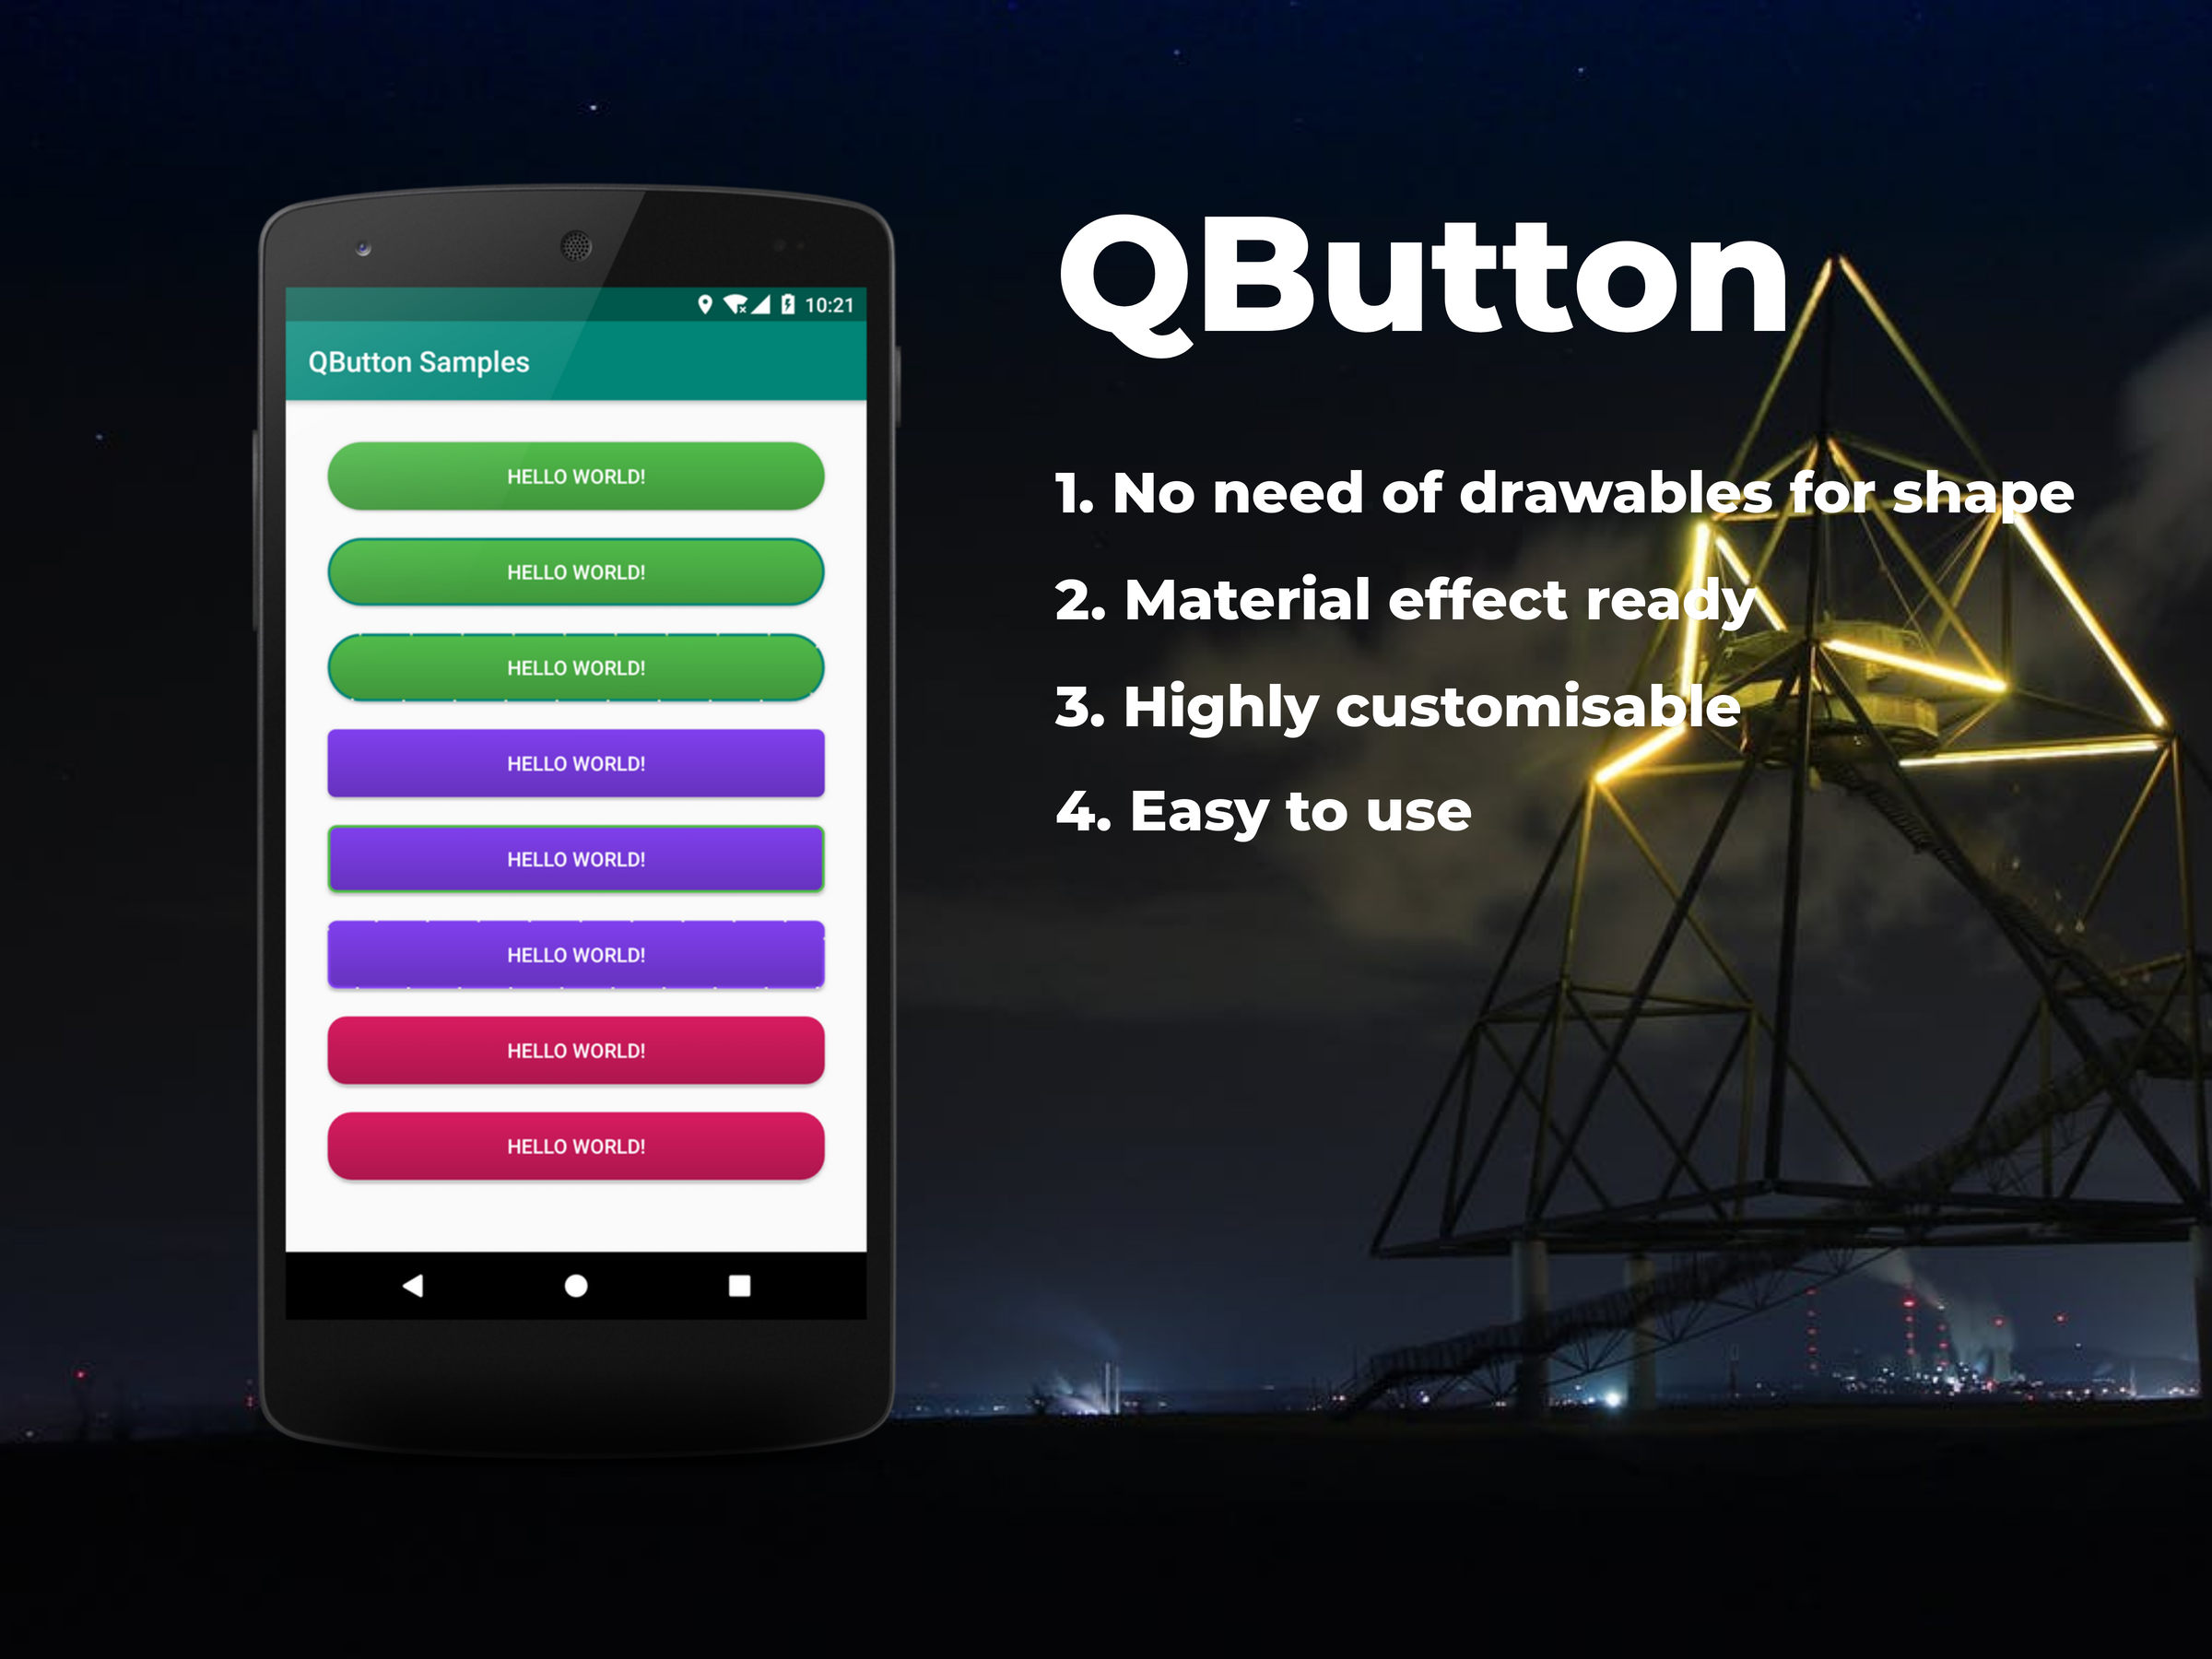 10:21
QButton Samples
HELLO WORLD!
HELLO WORLD!
HELLO WORLD!
HELLO WORLD!
HELLO WORLD!
HELLO WORLD!
HELLO WORLD!
HELLO WORLD!
QButton
1. No need of drawables for shape
2. Material effect ready
3. Highly customisable
4. Easy to use